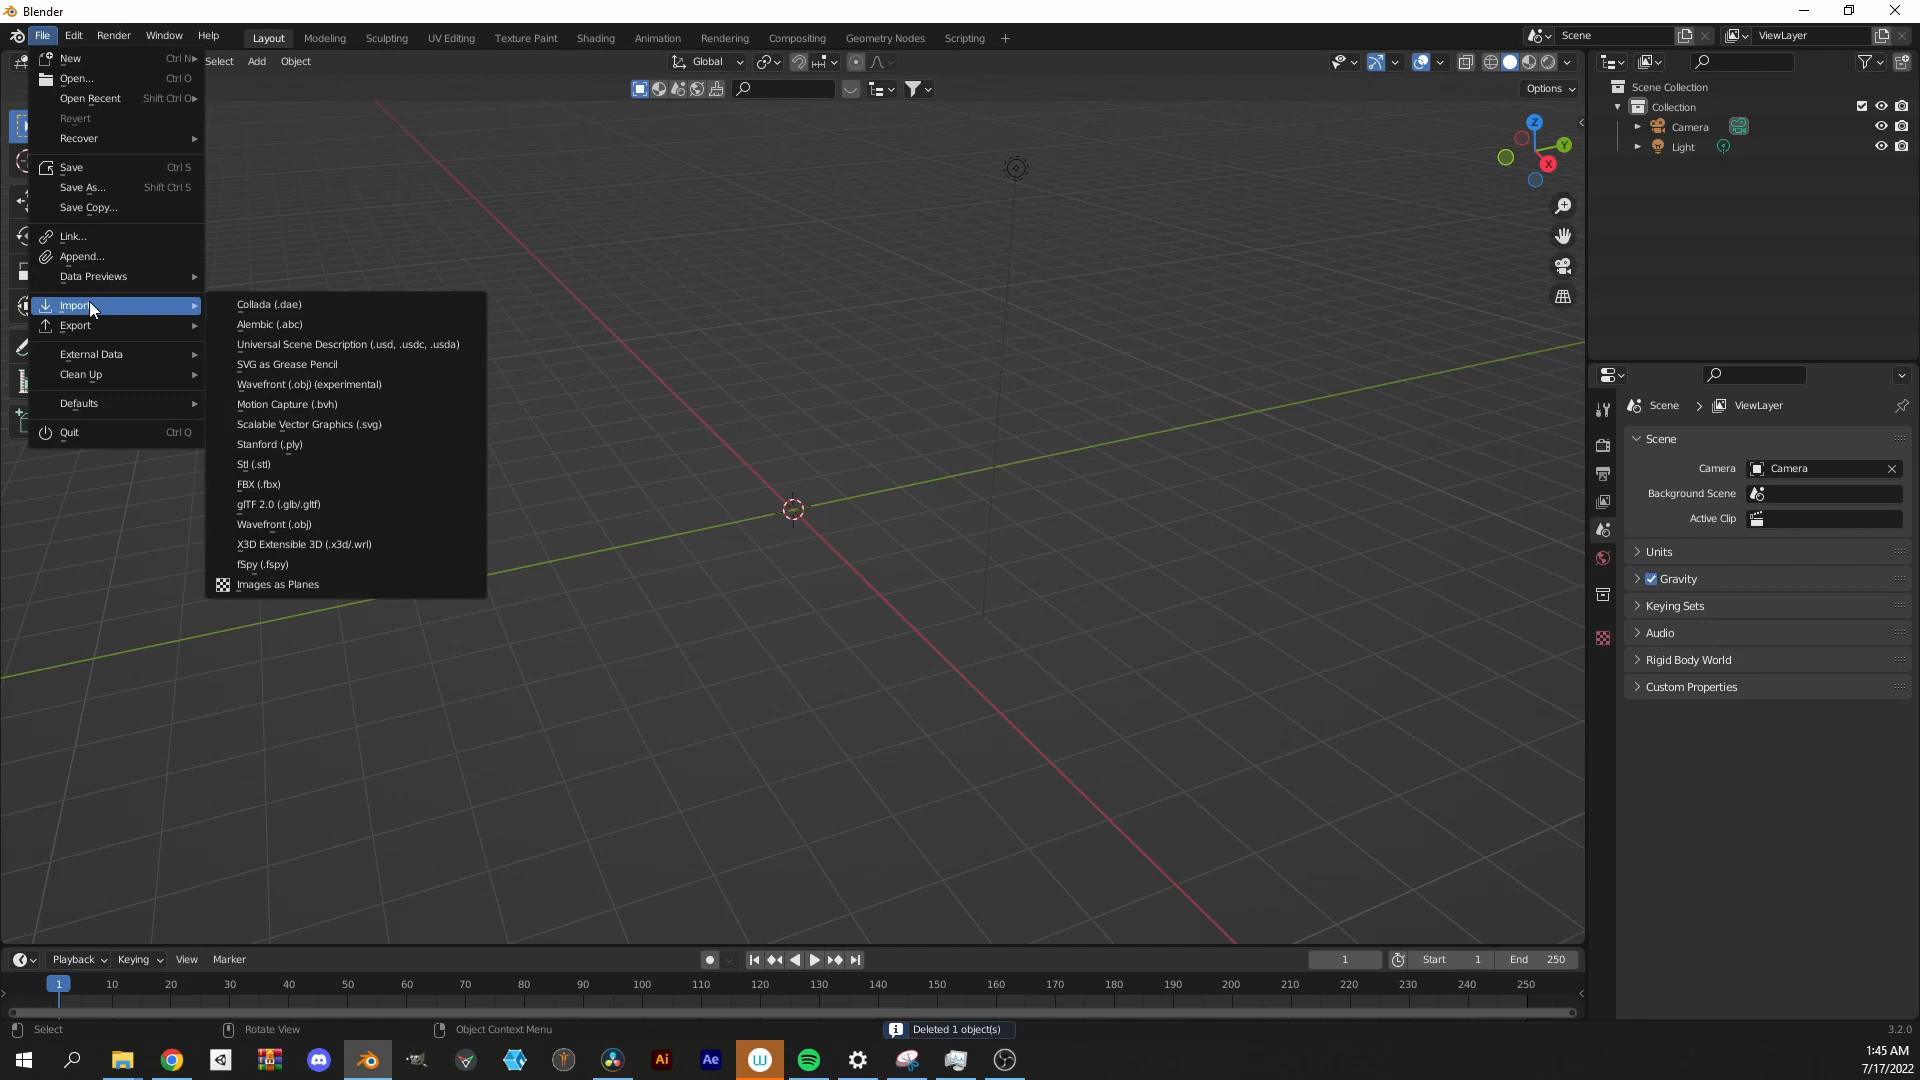 Blender
File Edit Render Window Help Layout Modeling Sculpting UV Editing Texture Paint Shading Animation Rendering Compositing Geometry Nodes Scripting + Scene ViewLayer
Select Add Object Global
Options
New Ctrl N
Open... Ctrl O
Open Recent Shift Ctrl O
Revert
Recover
Save Ctrl S
Save As... Shift Ctrl S
Save Copy...
Link...
Append...
Data Previews
Import
Export
External Data
Clean Up
Defaults
Quit Ctrl Q
Collada (.dae)
Alembic (.abc)
Universal Scene Description (.usd, .usdc, .usda)
SVG as Grease Pencil
Wavefront (.obj) (experimental)
Motion Capture (.bvh)
Scalable Vector Graphics (.svg)
Stanford (.ply)
Stl (.stl)
FBX (.fbx)
glTF 2.0 (.glb/.gltf)
Wavefront (.obj)
X3D Extensible 3D (.x3d/.wrl)
fSpy (.fspy)
Images as Planes
Z
Y
X
Scene Collection
Collection
Camera
Light
Scene > ViewLayer
Scene
Camera Camera
Background Scene
Active Clip
Units
Gravity
Keying Sets
Audio
Rigid Body World
Custom Properties
Playback Keying View Marker 1 Start 1 End 250
1 10 20 30 40 50 60 70 80 90 100 110 120 130 140 150 160 170 180 190 200 210 220 230 240 250
Select Rotate View Object Context Menu Deleted 1 object(s) 3.2.0
Ai Ae
1:45 AM
7/17/2022